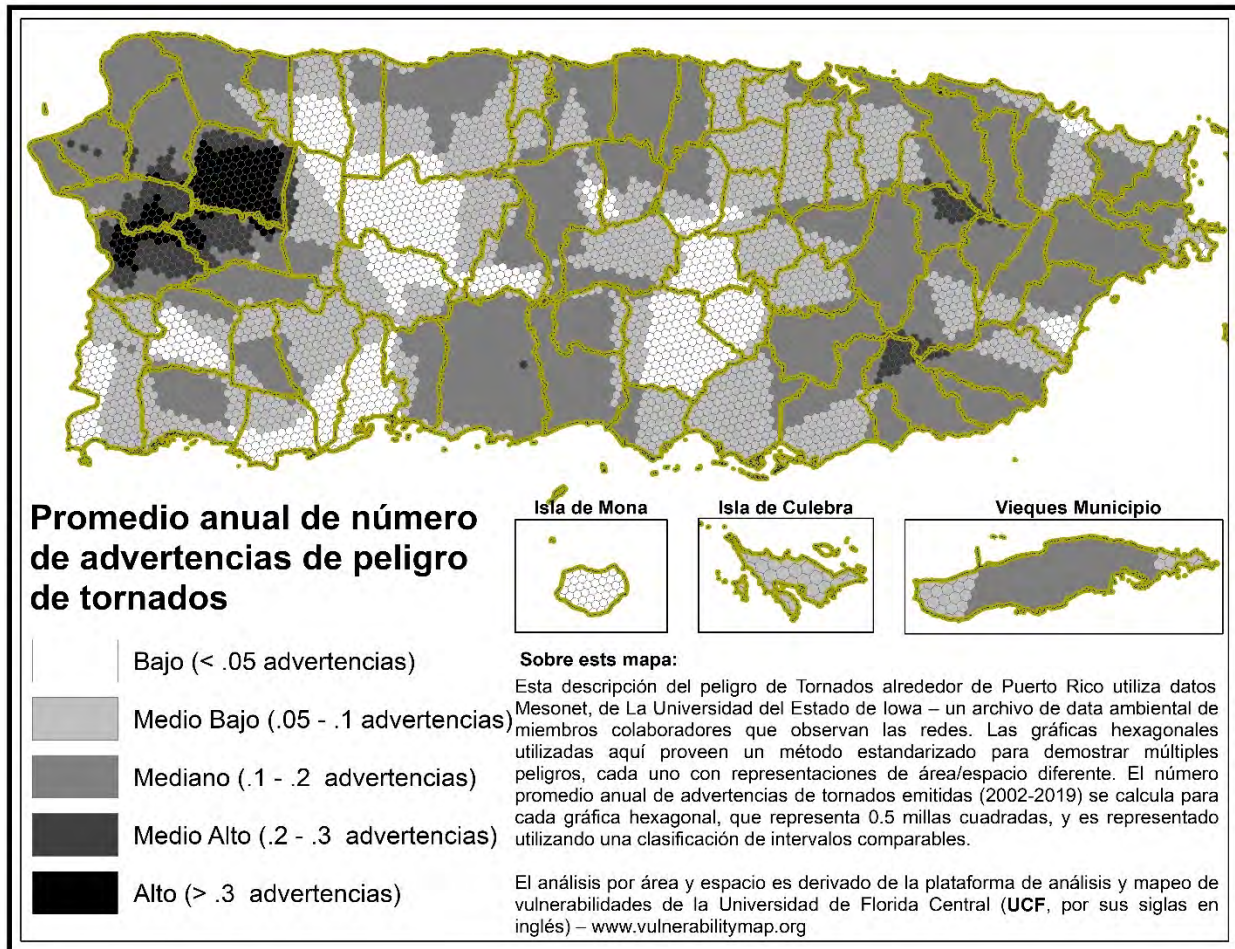 Isla de Mona
Isla de Culebra
Vieques Municipio
Promedio anual de número
de advertencias de peligro
de tornados
Bajo (< .05 advertencias)
Medio Bajo (.05 - .1 advertencias)
Mediano (.1 - .2 advertencias)
Medio Alto (.2 - .3 advertencias)
Alto (> .3 advertencias)
Sobre ests mapa:
Esta descripción del peligro de Tornados alrededor de Puerto Rico utiliza datos
Mesonet, de La Universidad del Estado de Iowa – un archivo de data ambiental de
miembros colaboradores que observan las redes. Las gráficas hexagonales
utilizadas aquí proveen un método estandarizado para demostrar múltiples
peligros, cada uno con representaciones de área/espacio diferente. El número
promedio anual de advertencias de tornados emitidas (2002-2019) se calcula para
cada gráfica hexagonal, que representa 0.5 millas cuadradas, y es representado
utilizando una clasificación de intervalos comparables.
El análisis por área y espacio es derivado de la plataforma de análisis y mapeo de
vulnerabilidades de la Universidad de Florida Central (UCF, por sus siglas en
inglés) – www.vulnerabilitymap.org